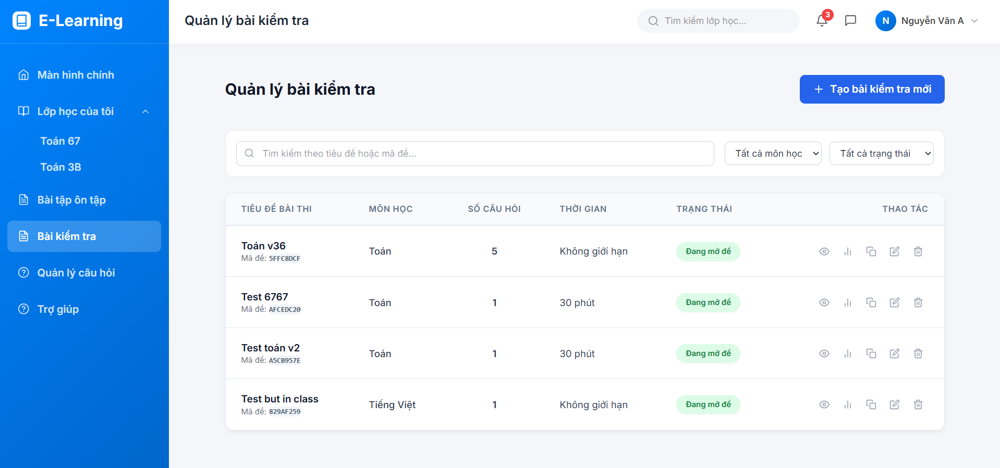 E-Learning
Quản lý bài kiểm tra
Tìm kiếm lớp học...
3
N
Nguyễn Văn A
Màn hình chính
Lớp học của tôi
Toán 67
Toán 3B
Bài tập ôn tập
Bài kiểm tra
Quản lý câu hỏi
Trợ giúp
Quản lý bài kiểm tra
Tạo bài kiểm tra mới
Tìm kiếm theo tiêu đề hoặc mã đề...
Tất cả môn học
Tất cả trạng thái
TIÊU ĐỀ BÀI THI MÔN HỌC SỐ CÂU HỎI THỜI GIAN TRẠNG THÁI THAO TÁC
Toán v36 Toán 5 Không giới hạn Đang mở đề
Mã đề: 5FFC8DCF
Test 6767 Toán 1 30 phút Đang mở đề
Mã đề: AFCEDC20
Test toán v2 Toán 1 30 phút Đang mở đề
Mã đề: A5CB957E
Test but in class Tiếng Việt 1 Không giới hạn Đang mở đề
Mã đề: 829AF259